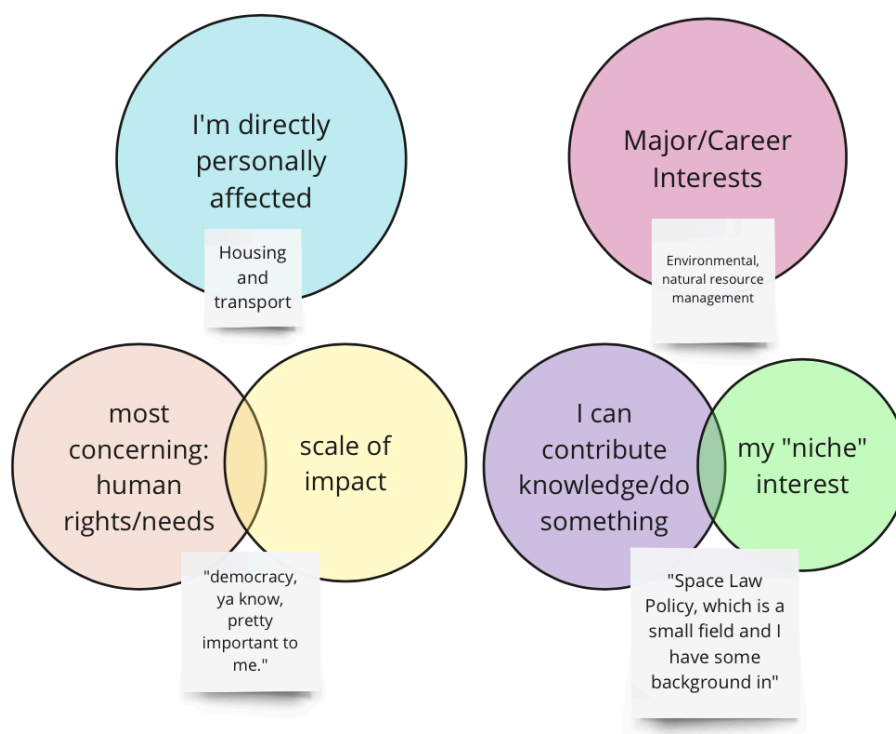 I'm directly
personally
affected
Housing
and
transport
Major/Career
Interests
Environmental,
natural resource
management
most
concerning:
human
rights/needs
scale of
impact
"democracy,
ya know,
pretty
important to
me."
I can
contribute
knowledge/do
something
my "niche"
interest
"Space Law
Policy, which is a
small field and I
have some
background in"